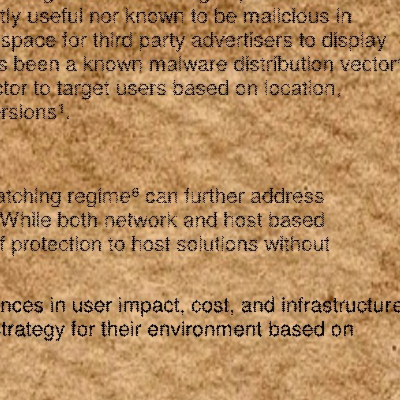 tly useful nor known to be malicious in
space for third party advertisers to display
s been a known malware distribution vector
ctor to target users based on location,
rsions¹.
atching regime⁶ can further address
While both network and host based
f protection to host solutions without
nces in user impact, cost, and infrastructure
trategy for their environment based on